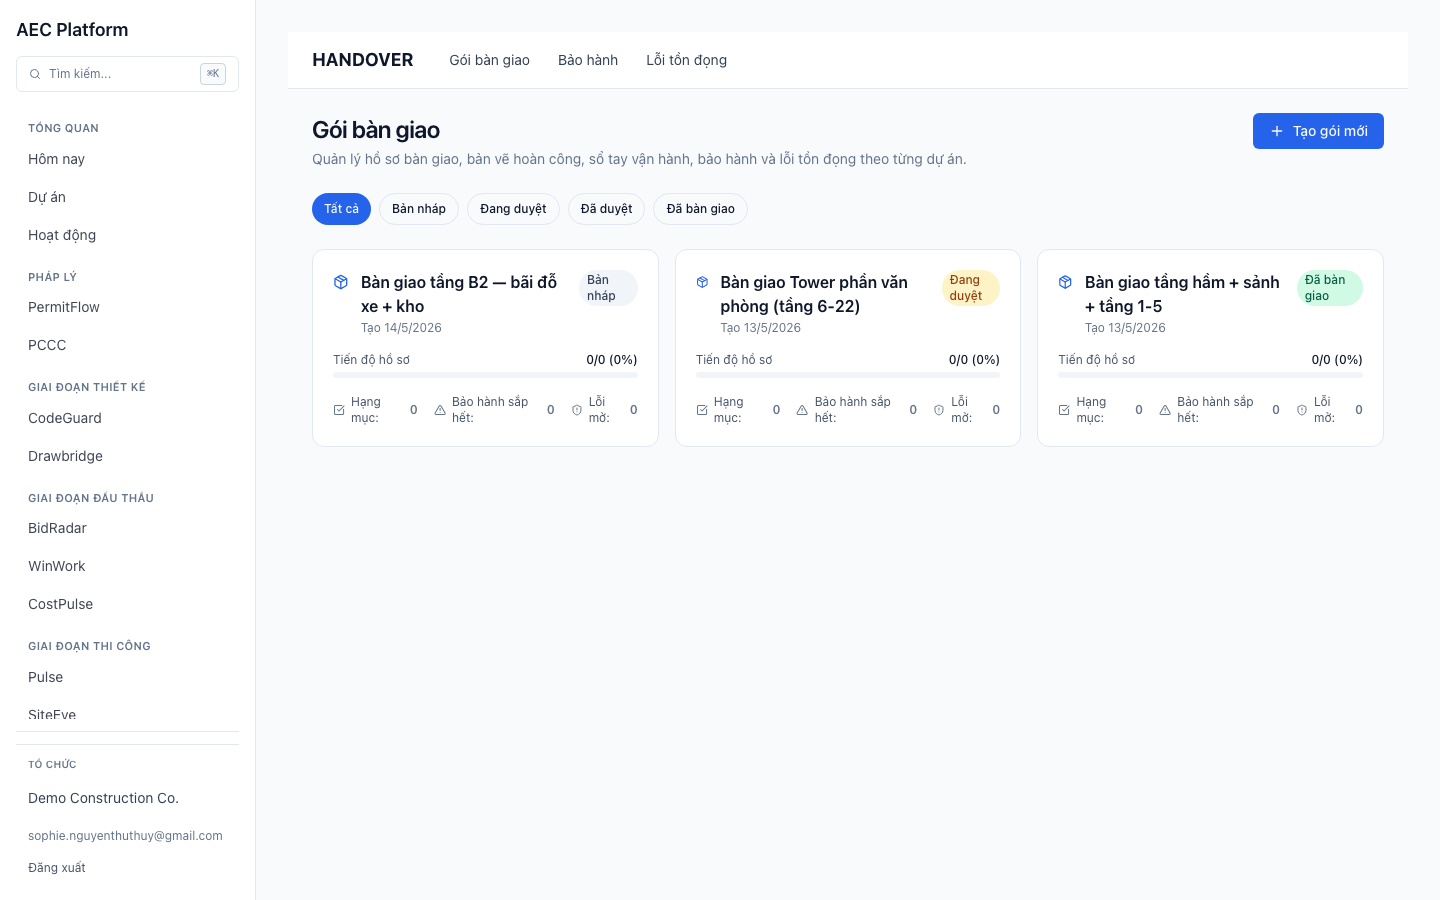 AEC Platform
Tìm kiếm...
⌘K
TỔNG QUAN
Hôm nay
Dự án
Hoạt động
PHÁP LÝ
PermitFlow
PCCC
GIAI ĐOẠN THIẾT KẾ
CodeGuard
Drawbridge
GIAI ĐOẠN ĐẤU THẦU
BidRadar
WinWork
CostPulse
GIAI ĐOẠN THI CÔNG
Pulse
SiteEye
TỔ CHỨC
Demo Construction Co.
sophie.nguyenthuthuy@gmail.com
Đăng xuất
HANDOVER
Gói bàn giao
Bảo hành
Lỗi tồn đọng
Gói bàn giao
Quản lý hồ sơ bàn giao, bản vẽ hoàn công, sổ tay vận hành, bảo hành và lỗi tồn đọng theo từng dự án.
Tạo gói mới
Tất cả
Bản nháp
Đang duyệt
Đã duyệt
Đã bàn giao
Bàn giao tầng B2 — bãi đỗ
xe + kho
Bản
nháp
Tạo 14/5/2026
Tiến độ hồ sơ
0/0 (0%)
Hạng
mục:
0
Bảo hành sắp
hết:
0
Lỗi
mở:
0
Bàn giao Tower phần văn
phòng (tầng 6-22)
Đang
duyệt
Tạo 13/5/2026
Tiến độ hồ sơ
0/0 (0%)
Hạng
mục:
0
Bảo hành sắp
hết:
0
Lỗi
mở:
0
Bàn giao tầng hầm + sảnh
+ tầng 1-5
Đã bàn
giao
Tạo 13/5/2026
Tiến độ hồ sơ
0/0 (0%)
Hạng
mục:
0
Bảo hành sắp
hết:
0
Lỗi
mở:
0